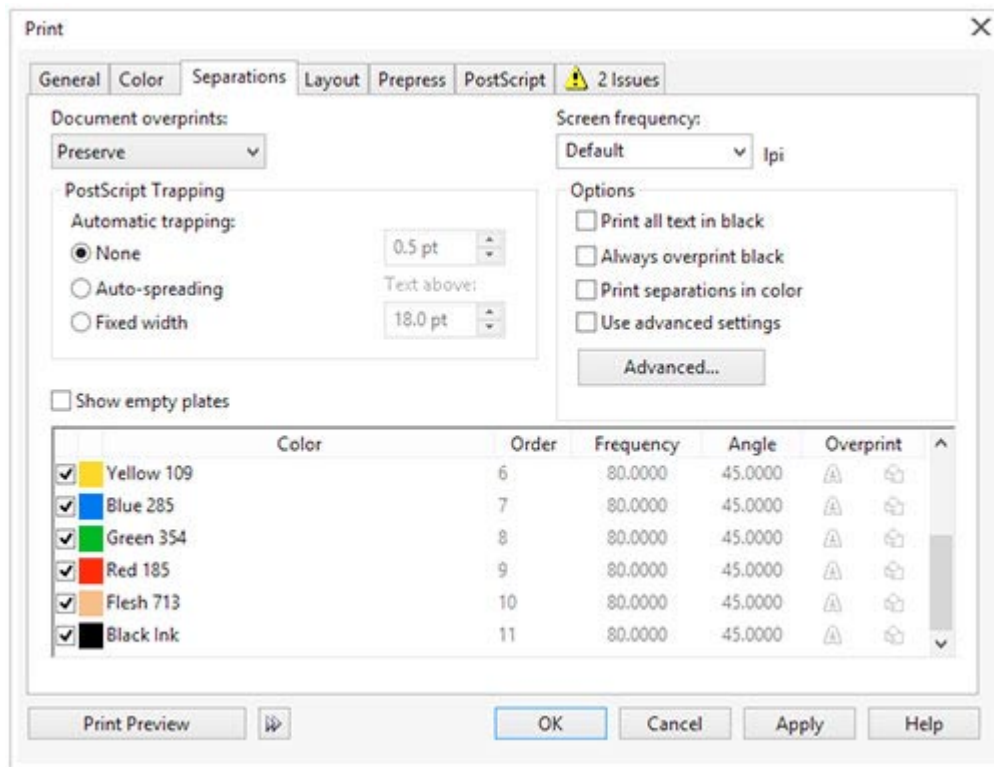 Print
General Color Separations Layout Prepress PostScript 2 Issues
Document overprints: Screen frequency:
Preserve Default lpi
PostScript Trapping Options
Automatic trapping: Print all text in black
None 0.5 pt Always overprint black
Auto-spreading Text above: Print separations in color
Fixed width 18.0 pt Use advanced settings
Advanced...
Show empty plates
Color Order Frequency Angle Overprint
Yellow 109 6 80.0000 45.0000
Blue 285 7 80.0000 45.0000
Green 354 8 80.0000 45.0000
Red 185 9 80.0000 45.0000
Flesh 713 10 80.0000 45.0000
Black Ink 11 80.0000 45.0000
Print Preview OK Cancel Apply Help